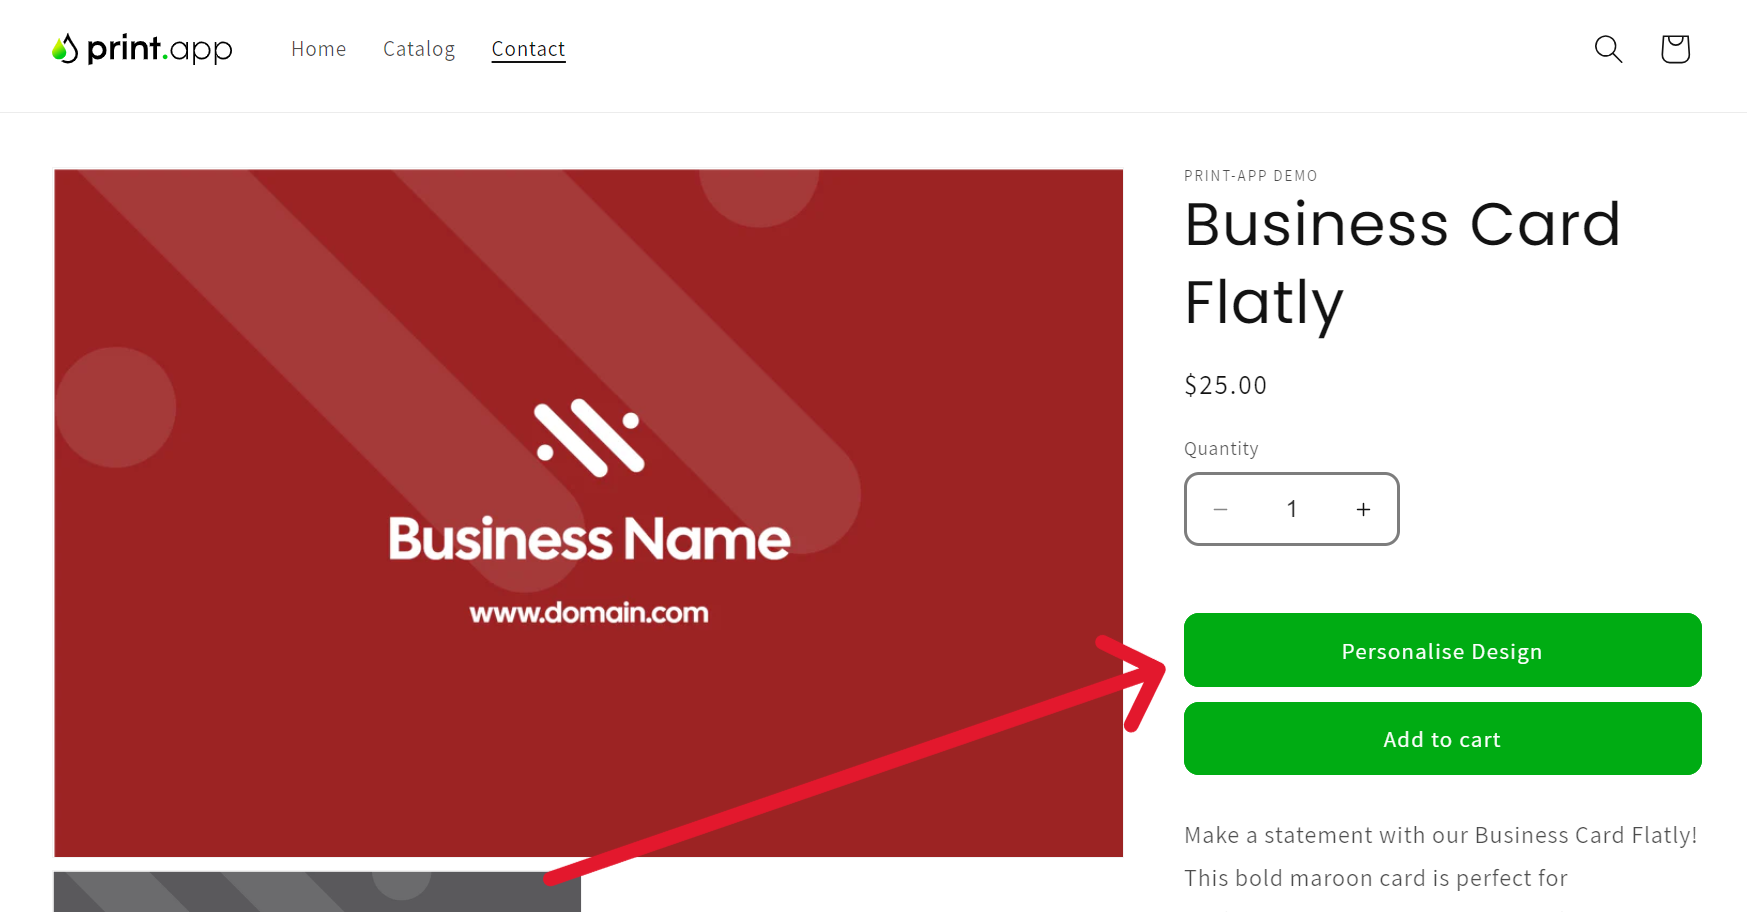 print.app
Home
Catalog
Contact
Business Name
www.domain.com
PRINT-APP DEMO
Business Card
Flatly
$25.00
Quantity
− 1 +
Personalise Design
Add to cart
Make a statement with our Business Card Flatly!
This bold maroon card is perfect for